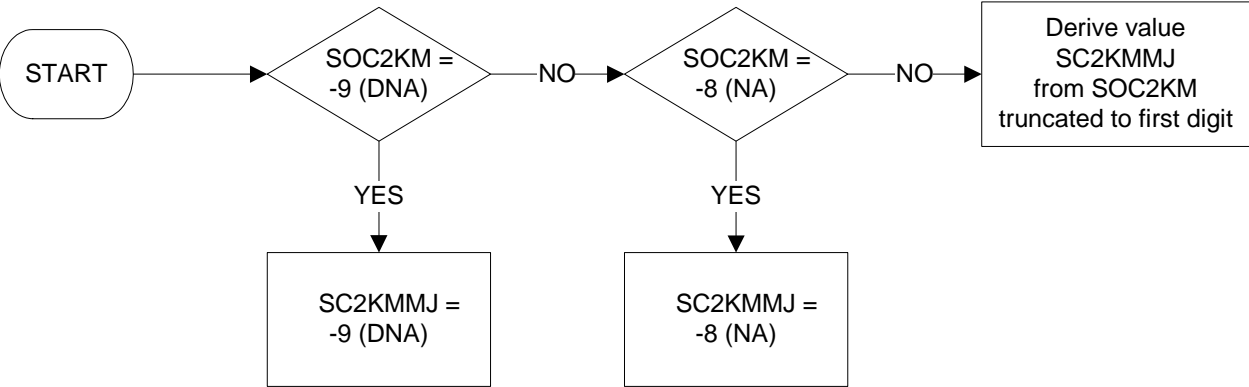 START
SOC2KM =
-9 (DNA)
NO
SOC2KM =
-8 (NA)
NO
Derive value
SC2KMMJ
from SOC2KM
truncated to first digit
YES
YES
SC2KMMJ =
-9 (DNA)
SC2KMMJ =
-8 (NA)